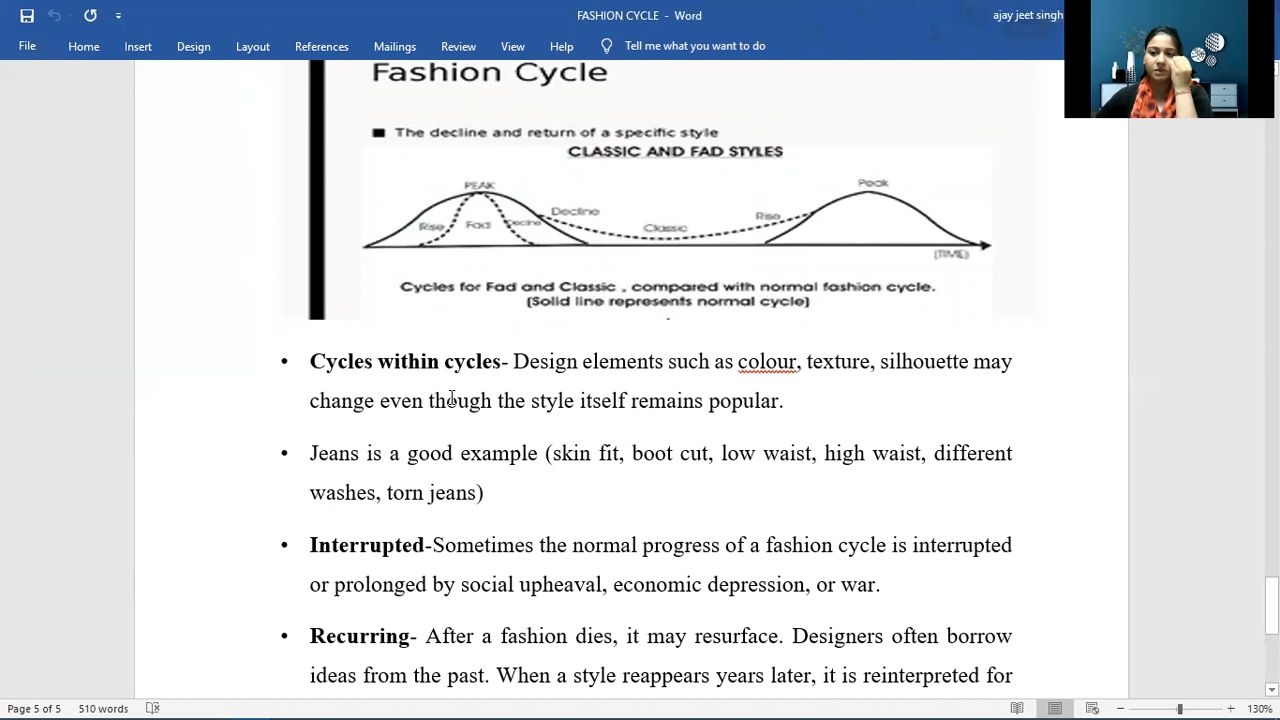 FASHION CYCLE - Word
ajay jeet singh
File Home Insert Design Layout References Mailings Review View Help Tell me what you want to do
Fashion Cycle
■ The decline and return of a specific style
CLASSIC AND FAD STYLES
PEAK
Peak
Decline
Rise
Rise
Fad
Decline
Classic
(TIME)
Cycles for Fad and Classic , compared with normal fashion cycle.
(Solid line represents normal cycle)
• Cycles within cycles- Design elements such as colour, texture, silhouette may
change even though the style itself remains popular.
• Jeans is a good example (skin fit, boot cut, low waist, high waist, different
washes, torn jeans)
• Interrupted-Sometimes the normal progress of a fashion cycle is interrupted
or prolonged by social upheaval, economic depression, or war.
• Recurring- After a fashion dies, it may resurface. Designers often borrow
ideas from the past. When a style reappears years later, it is reinterpreted for
Page 5 of 5 510 words
130%